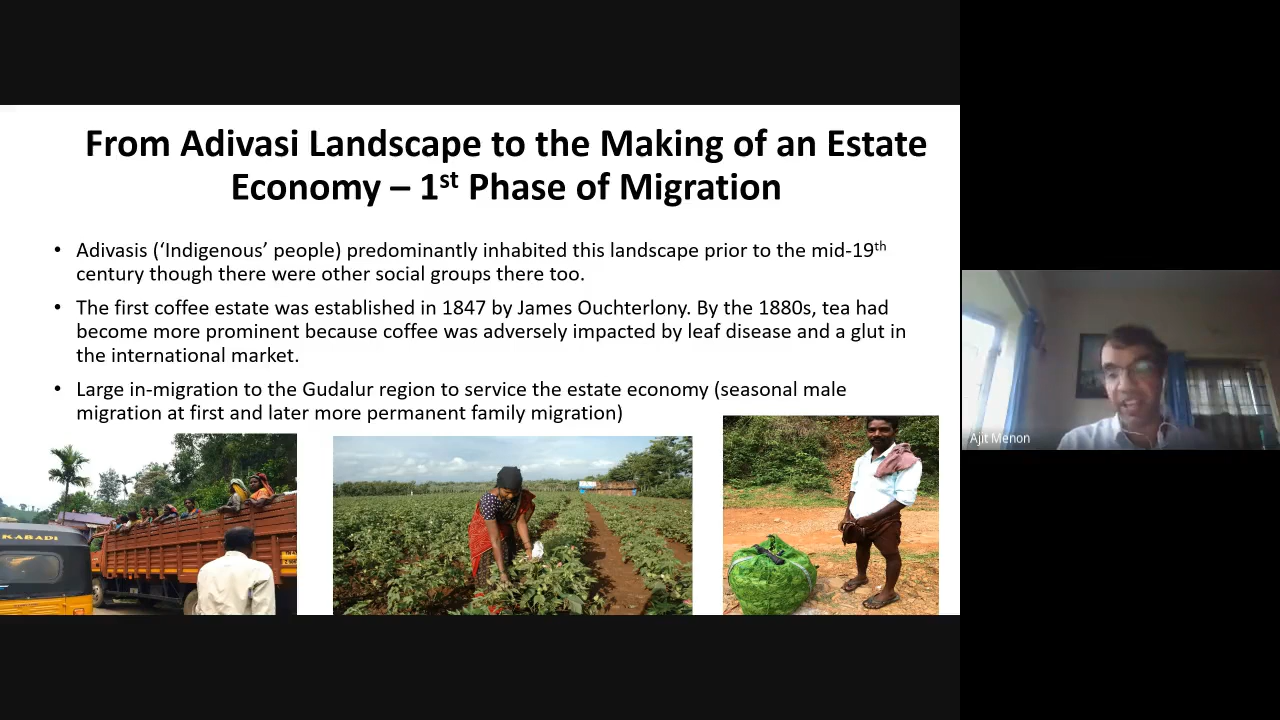 From Adivasi Landscape to the Making of an Estate
Economy – 1st Phase of Migration
• Adivasis (‘Indigenous’ people) predominantly inhabited this landscape prior to the mid-19th
century though there were other social groups there too.
• The first coffee estate was established in 1847 by James Ouchterlony. By the 1880s, tea had
become more prominent because coffee was adversely impacted by leaf disease and a glut in
the international market.
• Large in-migration to the Gudalur region to service the estate economy (seasonal male
migration at first and later more permanent family migration)
KABADI
Ajit Menon